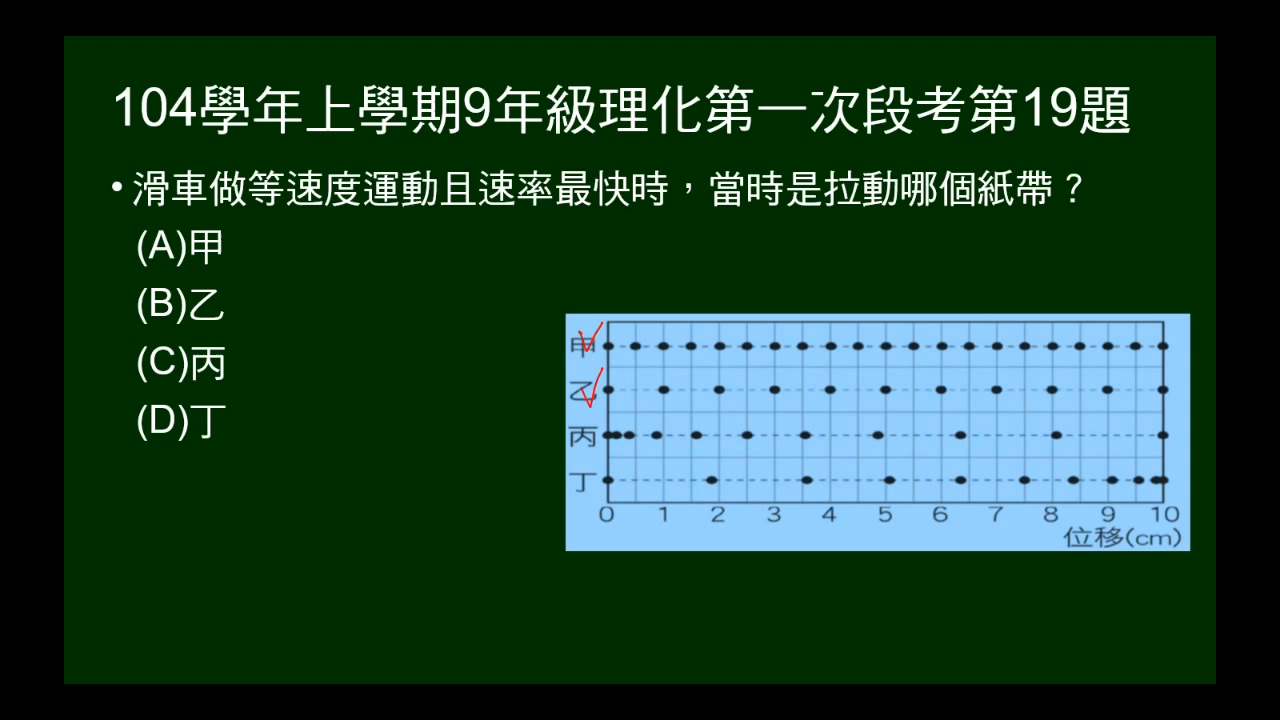 104學年上學期9年級理化第一次段考第19題
• 滑車做等速度運動且速率最快時，當時是拉動哪個紙帶？
(A)甲
(B)乙
(C)丙
(D)丁
甲
乙
丙
丁
0 1 2 3 4 5 6 7 8 9 10
位移(cm)